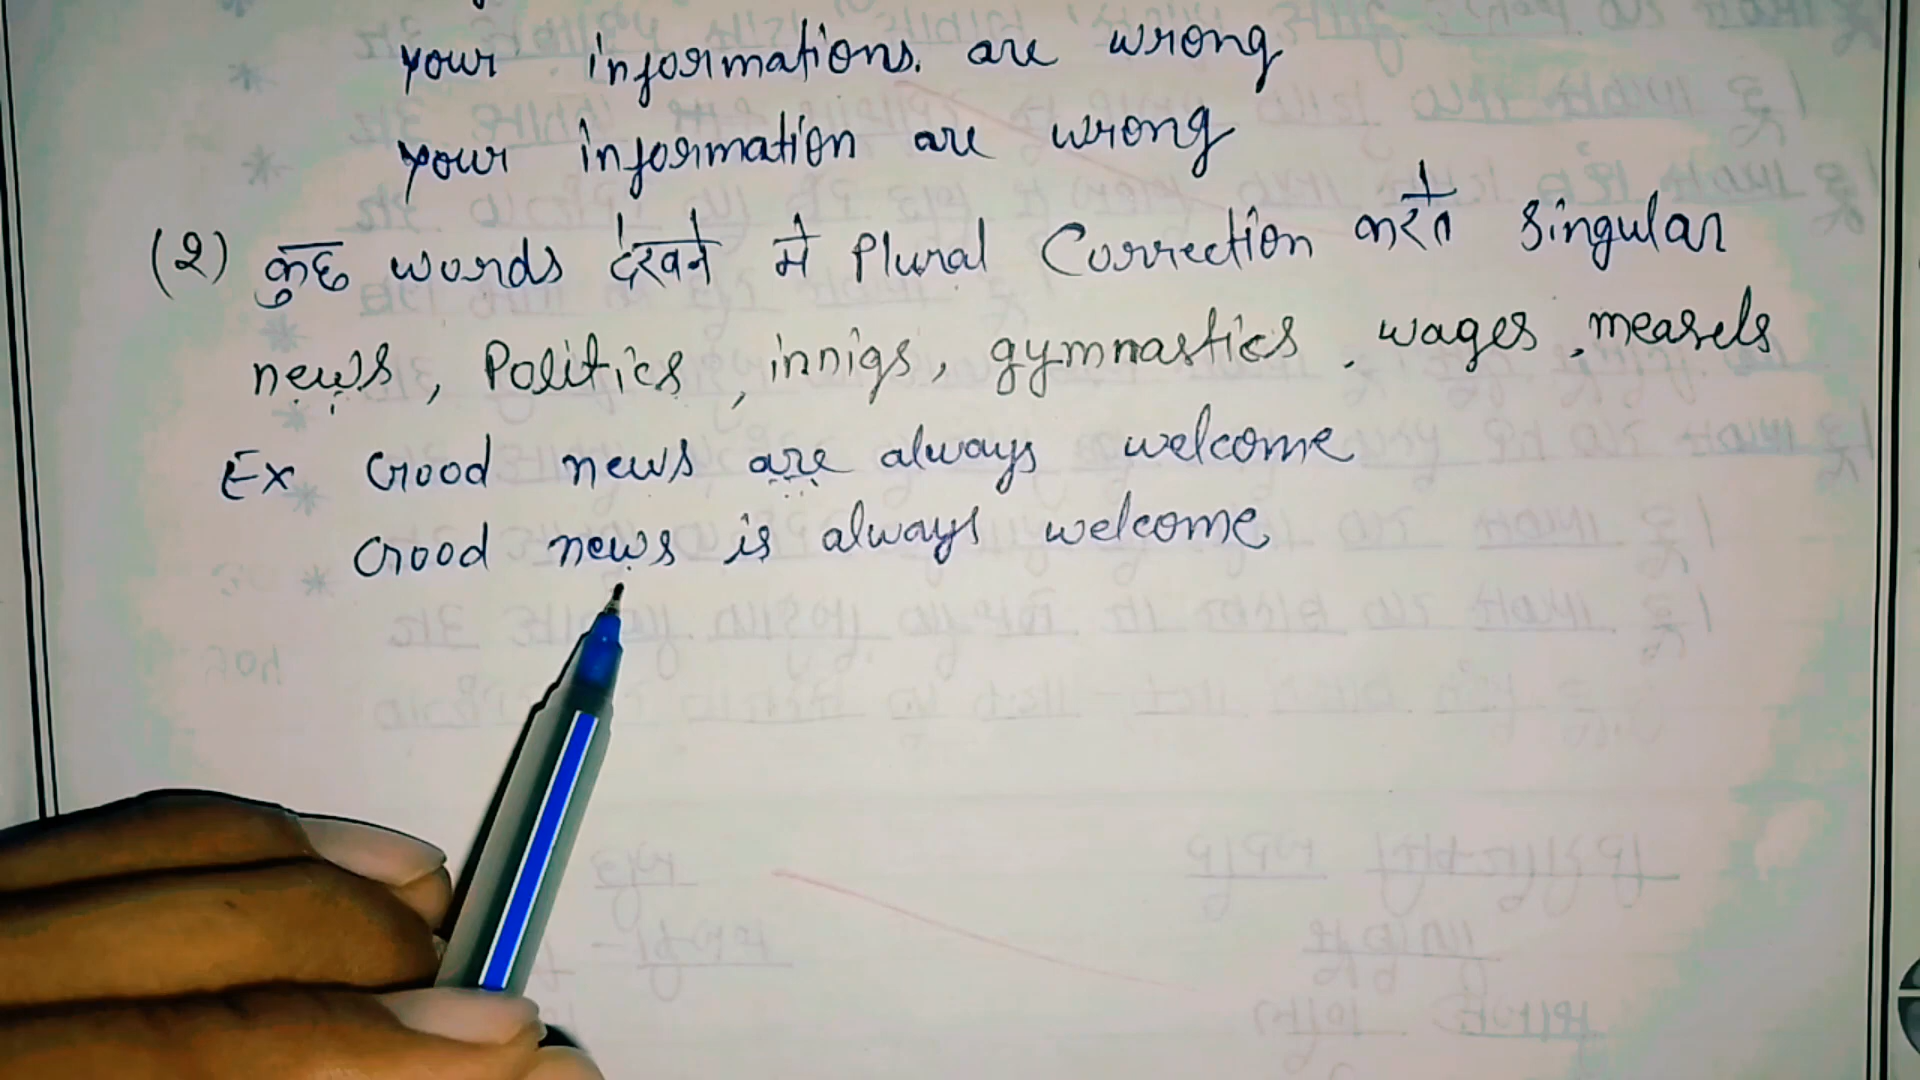 your informations. are wrong
your information are wrong
(2) कुछ words देखने में Plural Correction करते Singular
news, Politics, innigs, gymnastics, wages, measels
Ex Good news are always welcome
Good news is always welcome